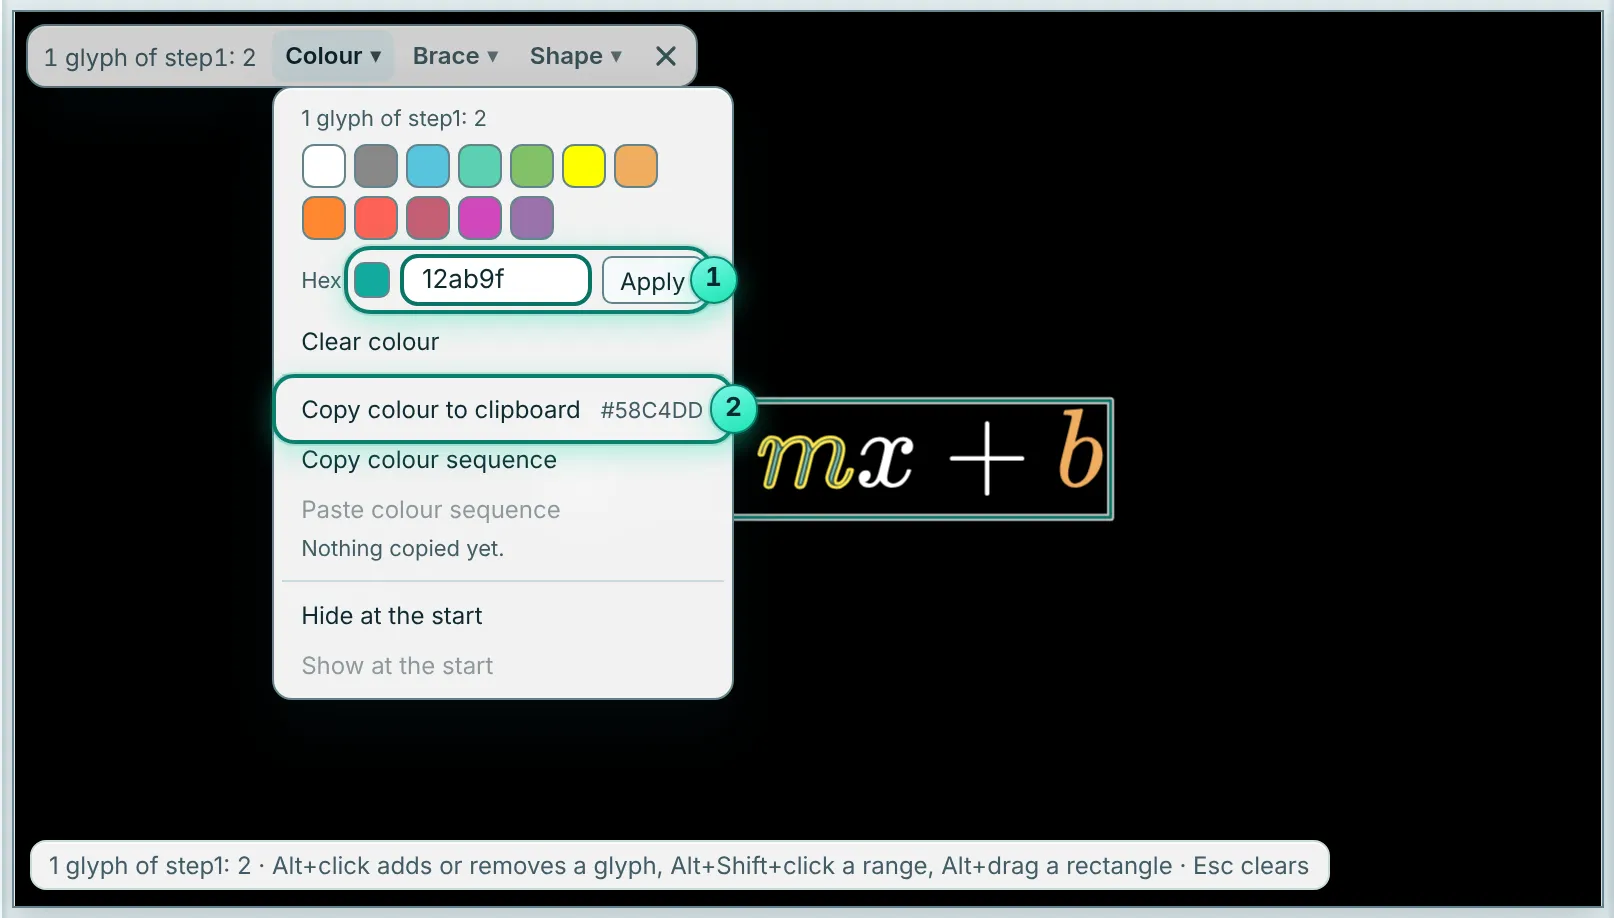 1 glyph of step1: 2 Colour ▾ Brace ▾ Shape ▾ ✕
1 glyph of step1: 2
Hex 12ab9f Apply 1
Clear colour
Copy colour to clipboard #58C4DD 2
mx + b
Copy colour sequence
Paste colour sequence
Nothing copied yet.
Hide at the start
Show at the start
1 glyph of step1: 2 · Alt+click adds or removes a glyph, Alt+Shift+click a range, Alt+drag a rectangle · Esc clears